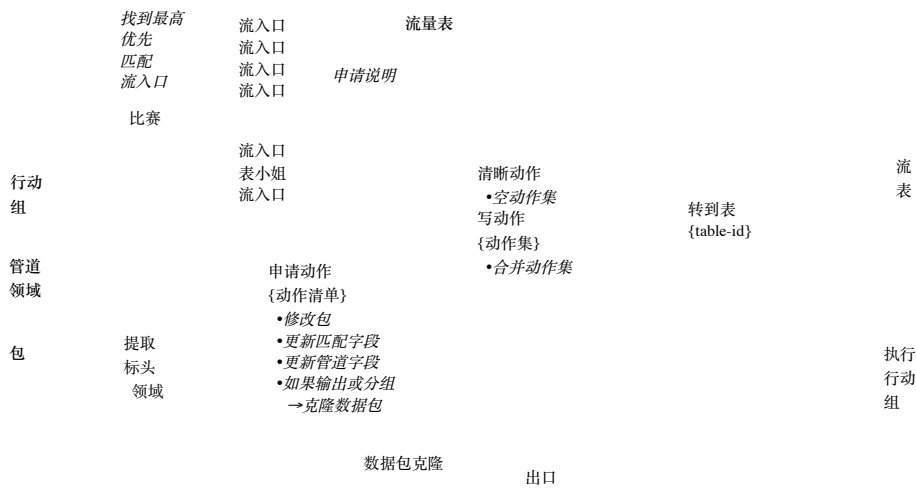 找到最高
优先
匹配
流入口
比赛
流入口
流入口
流入口
流入口
流量表
申请说明
流入口
表小姐
流入口
行动
组
管道
领域
包
提取
标头
领域
申请动作
{动作清单}
•修改包
•更新匹配字段
•更新管道字段
•如果输出或分组
→克隆数据包
清晰动作
•空动作集
写动作
{动作集}
•合并动作集
转到表
{table-id}
流
表
执行
行动
组
数据包克隆
出口